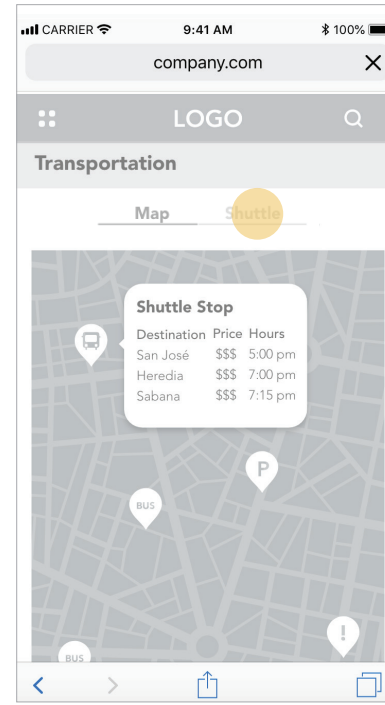 CARRIER 9:41 AM 100%
company.com
LOGO
Transportation
Map Shuttle
Shuttle Stop
Destination Price Hours
San José $$$ 5:00 pm
Heredia $$$ 7:00 pm
Sabana $$$ 7:15 pm
P
BUS
!
BUS